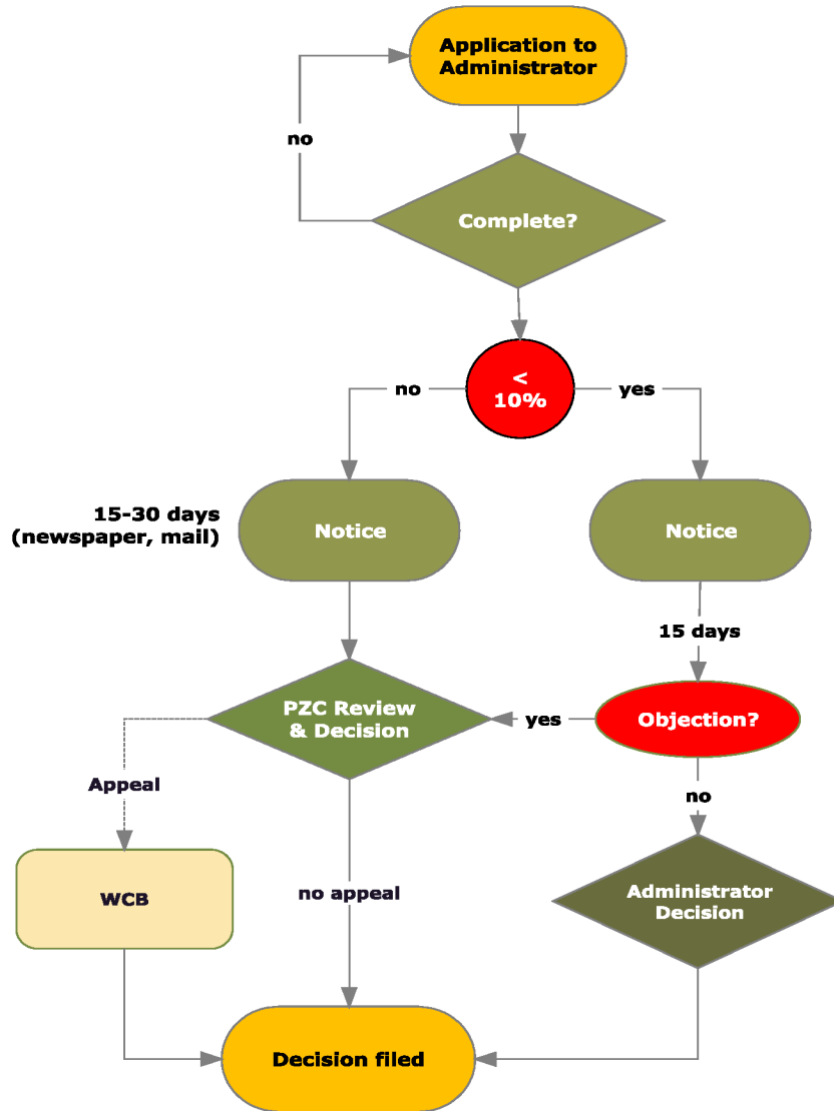 Application to
Administrator
no
Complete?
<
10%
no
yes
15-30 days
(newspaper, mail)
Notice
Notice
15 days
PZC Review
& Decision
yes
Objection?
Appeal
no
WCB
no appeal
Administrator
Decision
Decision filed